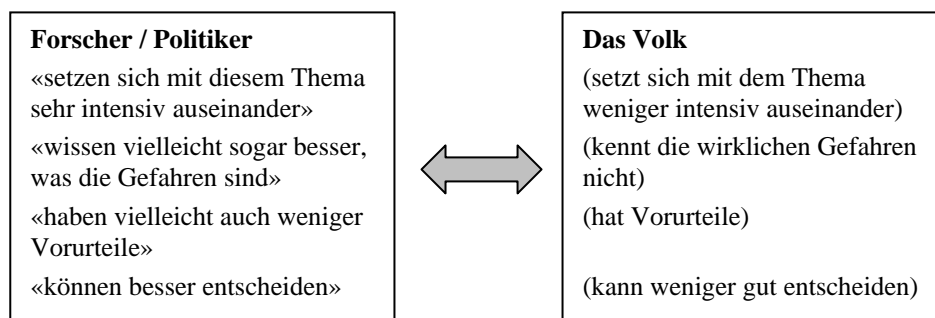 Forscher / Politiker
«setzen sich mit diesem Thema
sehr intensiv auseinander»
«wissen vielleicht sogar besser,
was die Gefahren sind»
«haben vielleicht auch weniger
Vorurteile»
«können besser entscheiden»
Das Volk
(setzt sich mit dem Thema
weniger intensiv auseinander)
(kennt die wirklichen Gefahren
nicht)
(hat Vorurteile)
(kann weniger gut entscheiden)